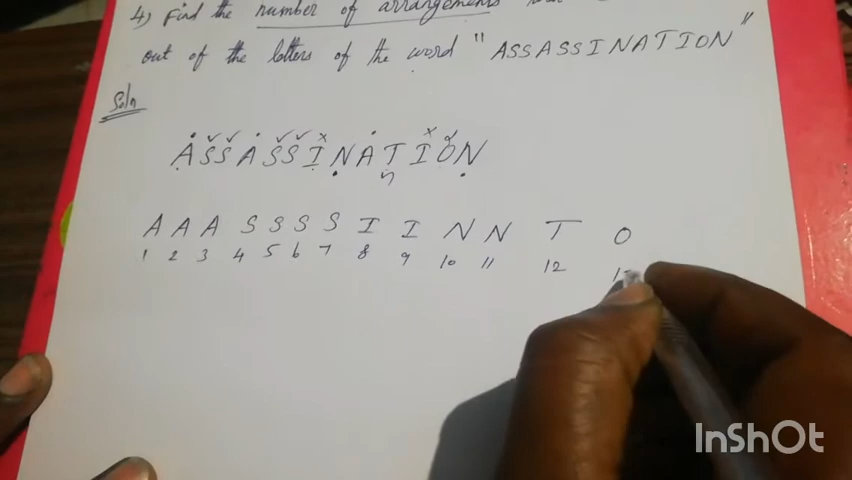 4) Find the number of arrangements
out of the letters of the word "ASSASSINATION"
Soln
ASSASSINATION
A A A S S S S I I N N T O
1 2 3 4 5 6 7 8 9 10 11 12
InShOt